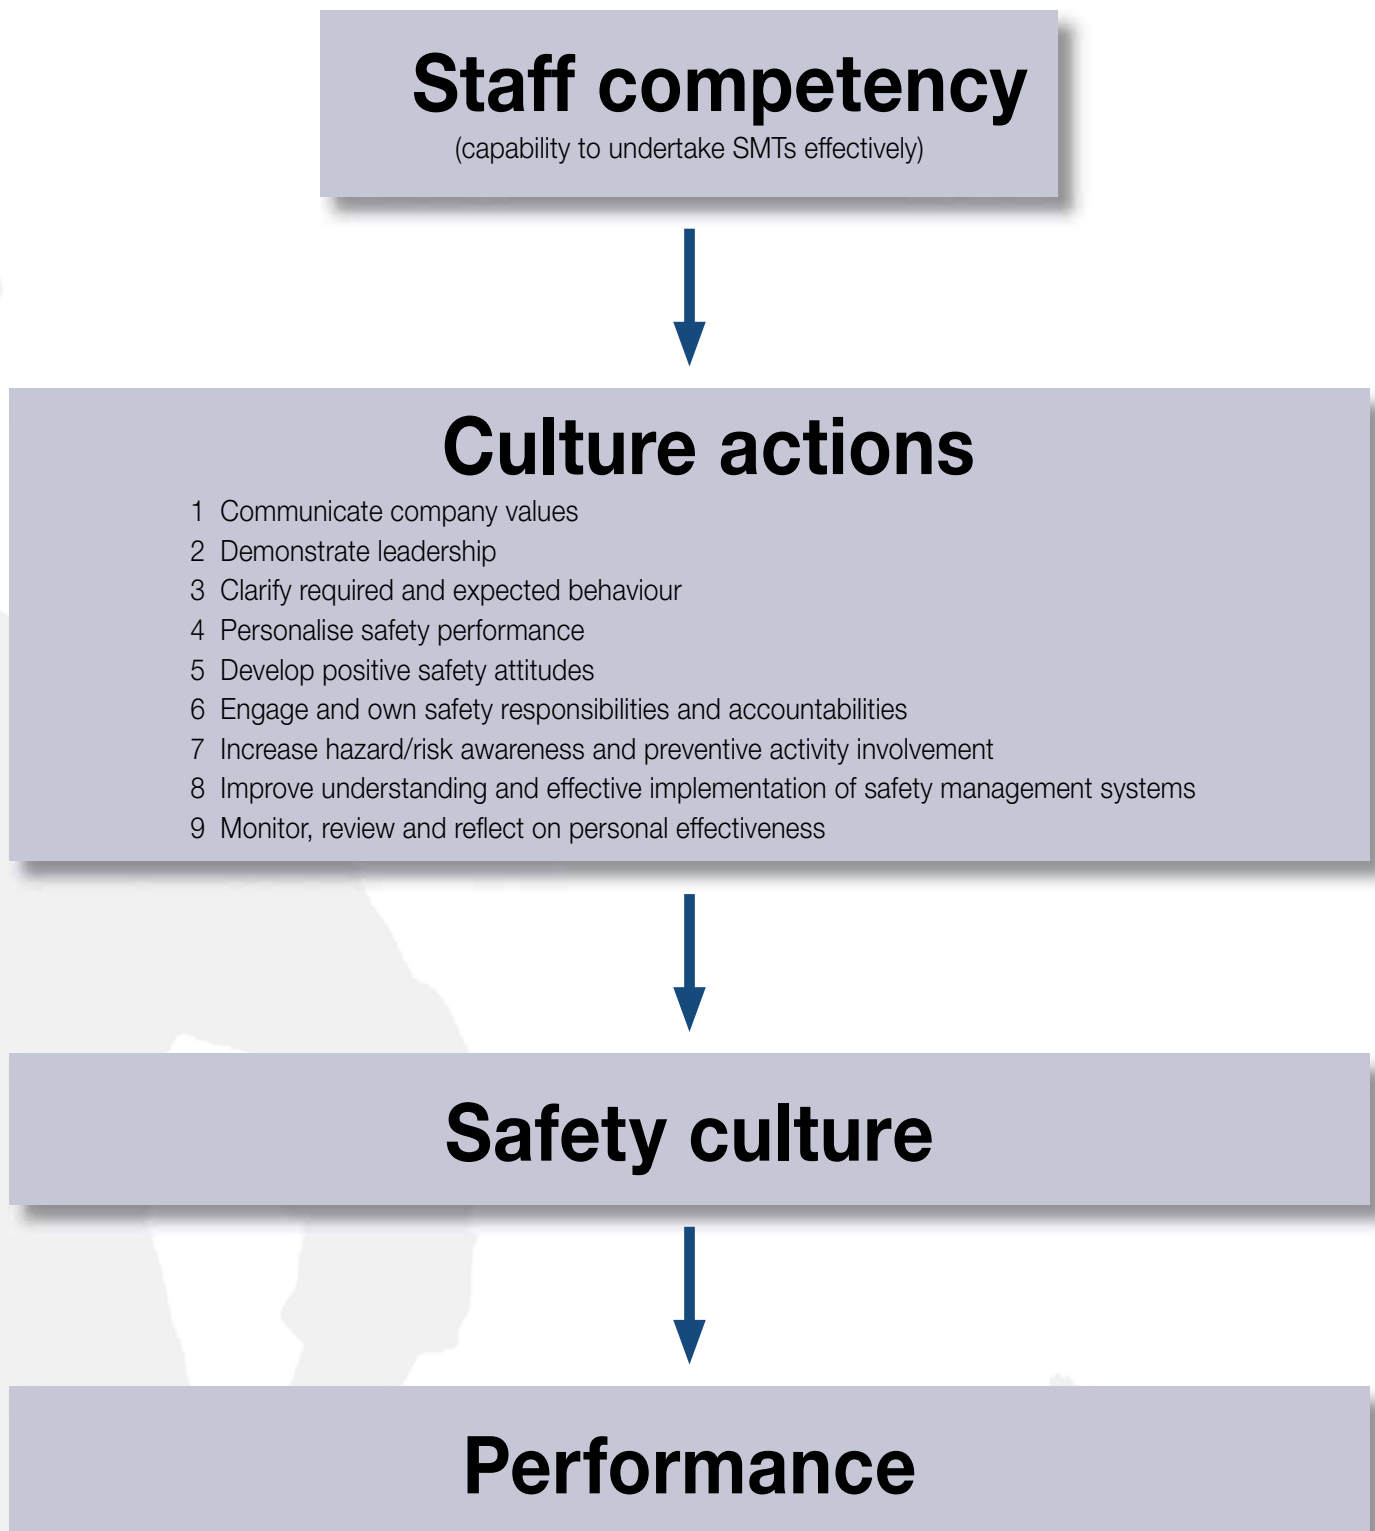 Staff competency
(capability to undertake SMTs effectively)
Culture actions
1 Communicate company values
2 Demonstrate leadership
3 Clarify required and expected behaviour
4 Personalise safety performance
5 Develop positive safety attitudes
6 Engage and own safety responsibilities and accountabilities
7 Increase hazard/risk awareness and preventive activity involvement
8 Improve understanding and effective implementation of safety management systems
9 Monitor, review and reflect on personal effectiveness
Safety culture
Performance